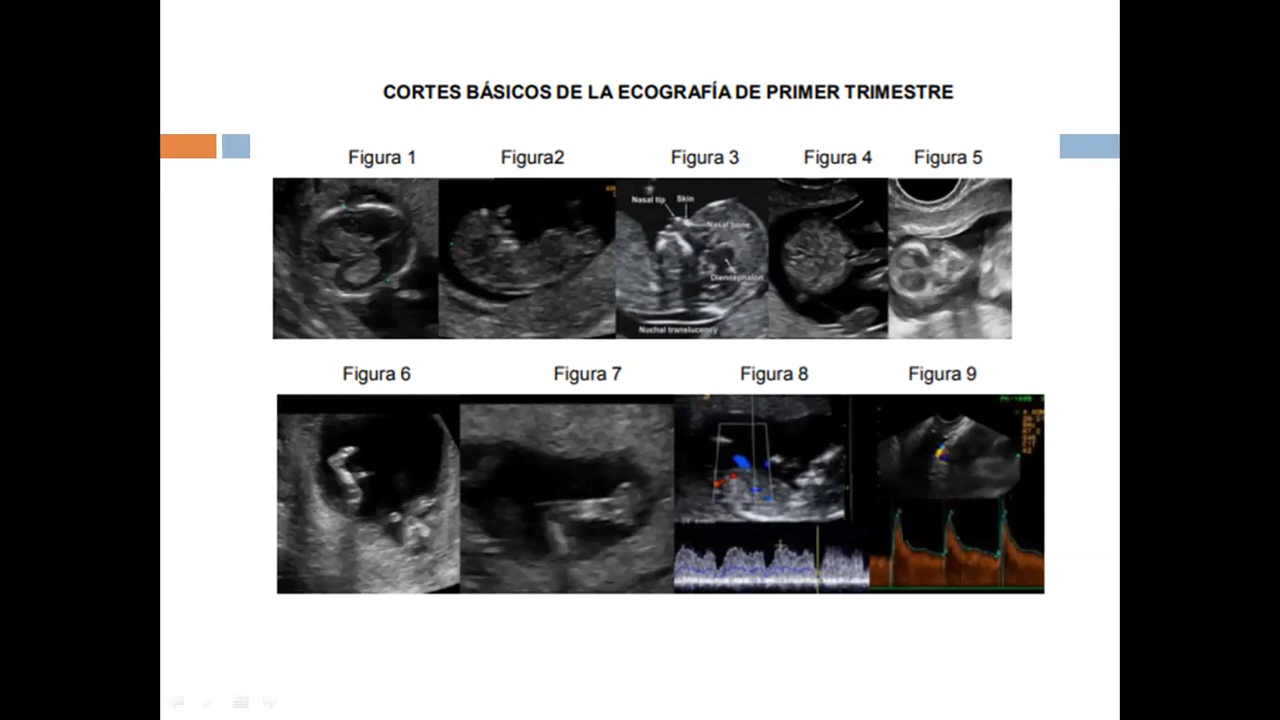 CORTES BÁSICOS DE LA ECOGRAFÍA DE PRIMER TRIMESTRE
Figura 1
Figura2
Figura 3
Figura 4
Figura 5
Nasal tip
Skin
Nasal bone
Diencephalon
Nuchal translucency
Figura 6
Figura 7
Figura 8
Figura 9